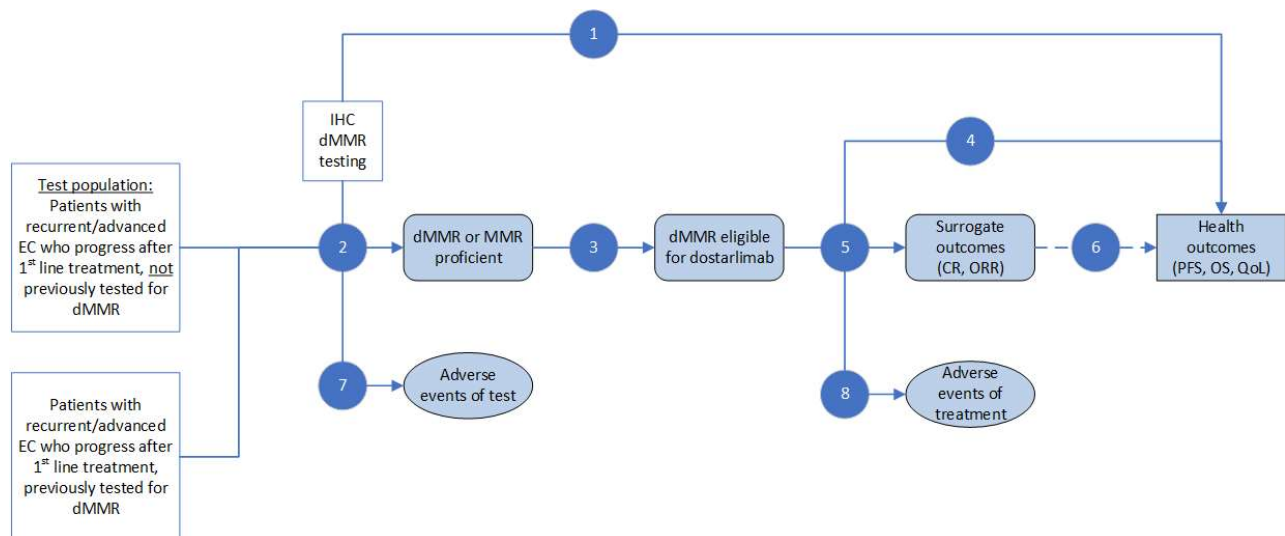 1
IHC
dMMR
testing
4
Test population:
Patients with
recurrent/advanced
EC who progress after
1st line treatment, not
previously tested for
dMMR
2
dMMR or MMR
proficient
3
dMMR eligible
for dostarlimab
5
Surrogate
outcomes
(CR, ORR)
6
Health
outcomes
(PFS, OS, QoL)
7
Adverse
events of test
8
Adverse
events of
treatment
Patients with
recurrent/advanced
EC who progress after
1st line treatment,
previously tested for
dMMR